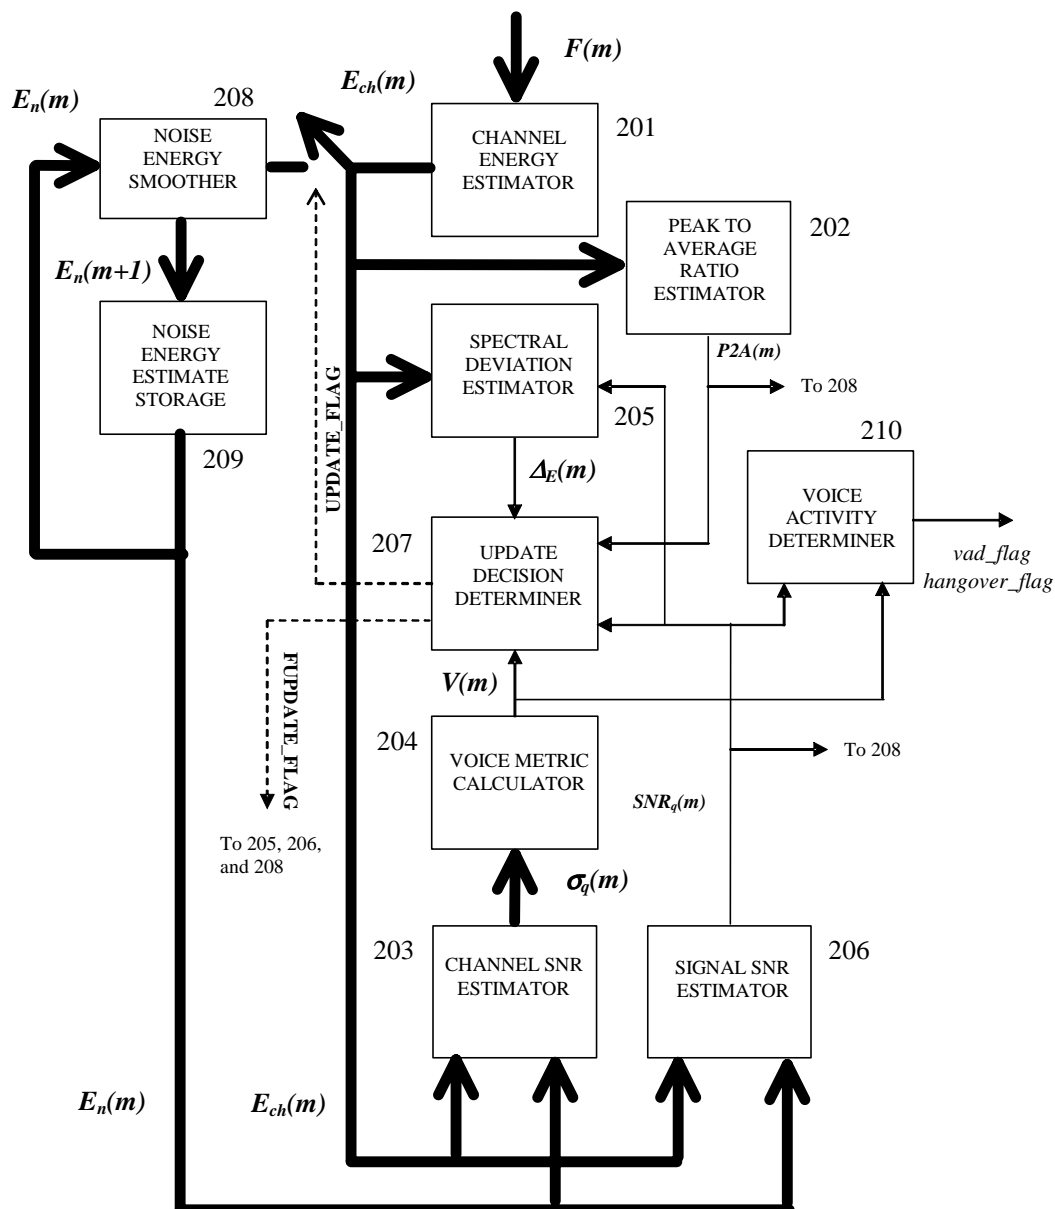 F(m)
E_ch(m)
E_n(m)
208
NOISE
ENERGY
SMOOTHER
CHANNEL
ENERGY
ESTIMATOR
201
PEAK TO
AVERAGE
RATIO
ESTIMATOR
202
E_n(m+1)
NOISE
ENERGY
ESTIMATE
STORAGE
209
UPDATE_FLAG
SPECTRAL
DEVIATION
ESTIMATOR
205
P2A(m)
To 208
210
Δ_E(m)
VOICE
ACTIVITY
DETERMINER
vad_flag
hangover_flag
207
UPDATE
DECISION
DETERMINER
FUPDATE_FLAG
To 205, 206,
and 208
V(m)
204
VOICE METRIC
CALCULATOR
To 208
SNR_q(m)
σ_q(m)
203
CHANNEL SNR
ESTIMATOR
SIGNAL SNR
ESTIMATOR
206
E_n(m)
E_ch(m)